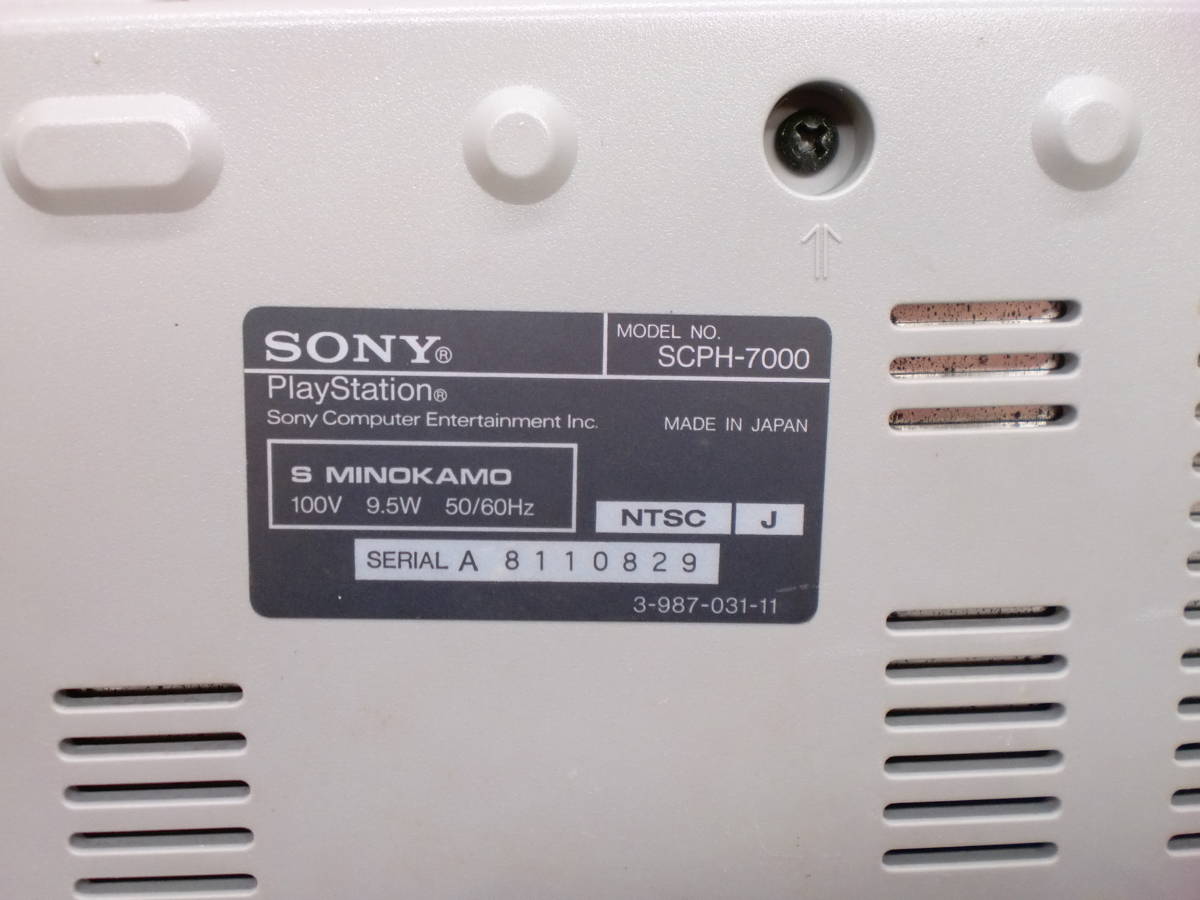 SONY®
MODEL NO.
SCPH-7000
PlayStation®
Sony Computer Entertainment Inc.
MADE IN JAPAN
S MINOKAMO
100V 9.5W 50/60Hz
NTSC J
SERIAL A 8110829
3-987-031-11